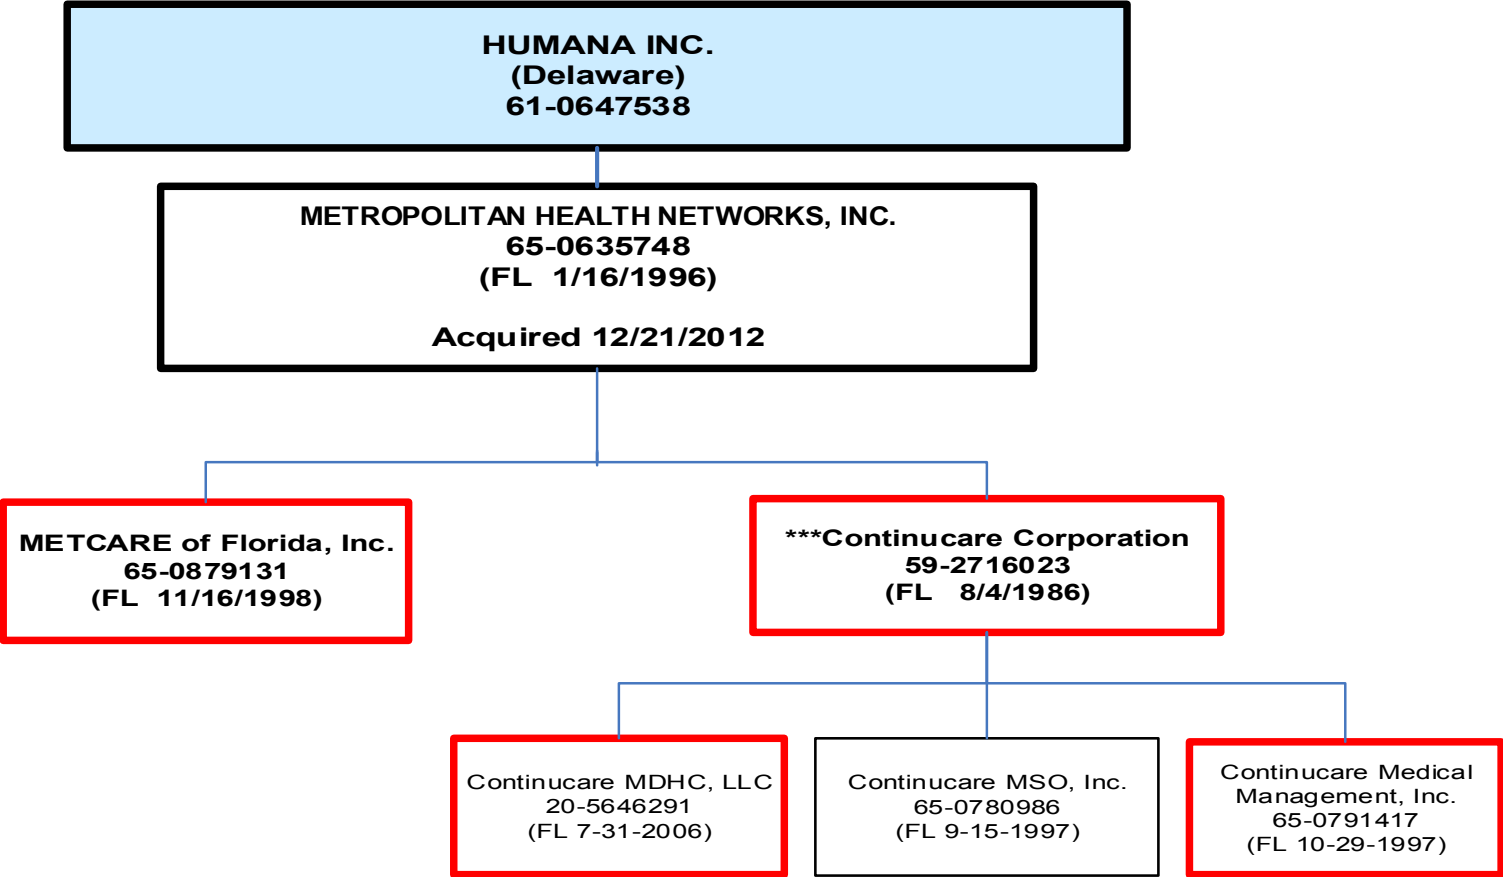 HUMANA INC.
(Delaware)
61-0647538
METROPOLITAN HEALTH NETWORKS, INC.
65-0635748
(FL 1/16/1996)
Acquired 12/21/2012
METCARE of Florida, Inc.
65-0879131
(FL 11/16/1998)
***Continucare Corporation
59-2716023
(FL 8/4/1986)
Continucare MDHC, LLC
20-5646291
(FL 7-31-2006)
Continucare MSO, Inc.
65-0780986
(FL 9-15-1997)
Continucare Medical
Management, Inc.
65-0791417
(FL 10-29-1997)